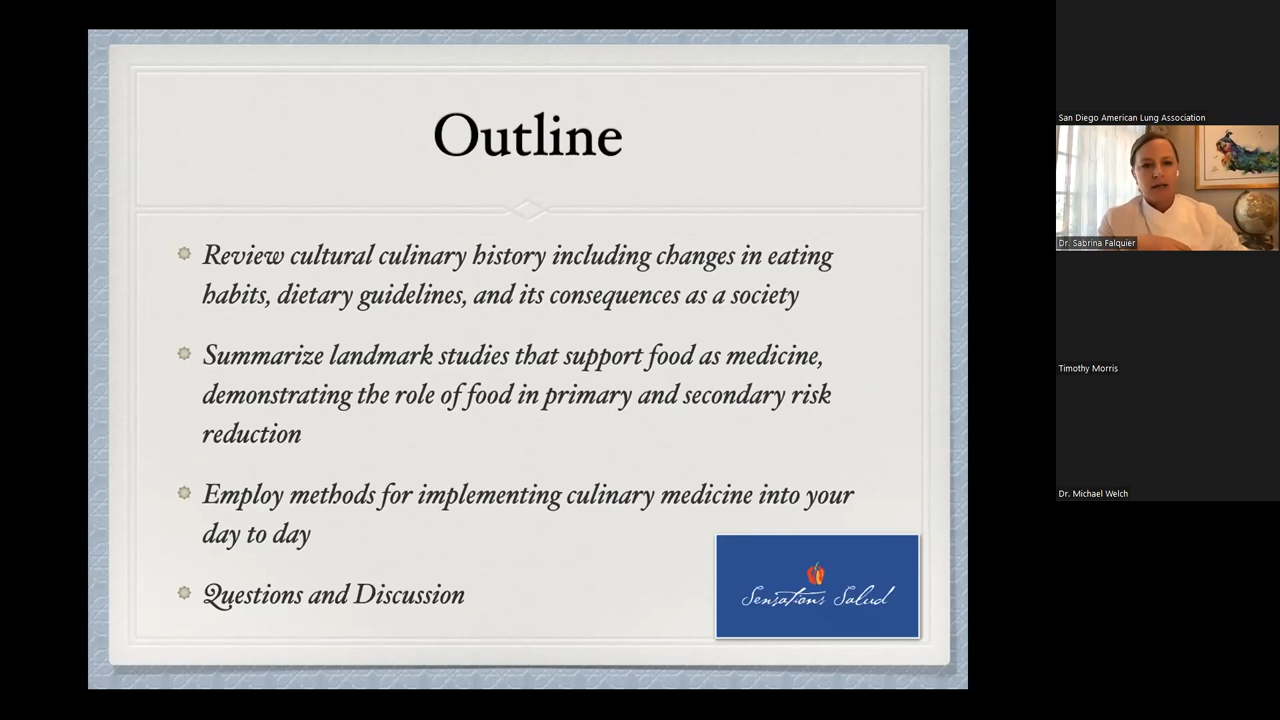 Outline
Review cultural culinary history including changes in eating
habits, dietary guidelines, and its consequences as a society
Summarize landmark studies that support food as medicine,
demonstrating the role of food in primary and secondary risk
reduction
Employ methods for implementing culinary medicine into your
day to day
Questions and Discussion
Sensations Salud
San Diego American Lung Association
Dr. Sabrina Falquier
Timothy Morris
Dr. Michael Welch